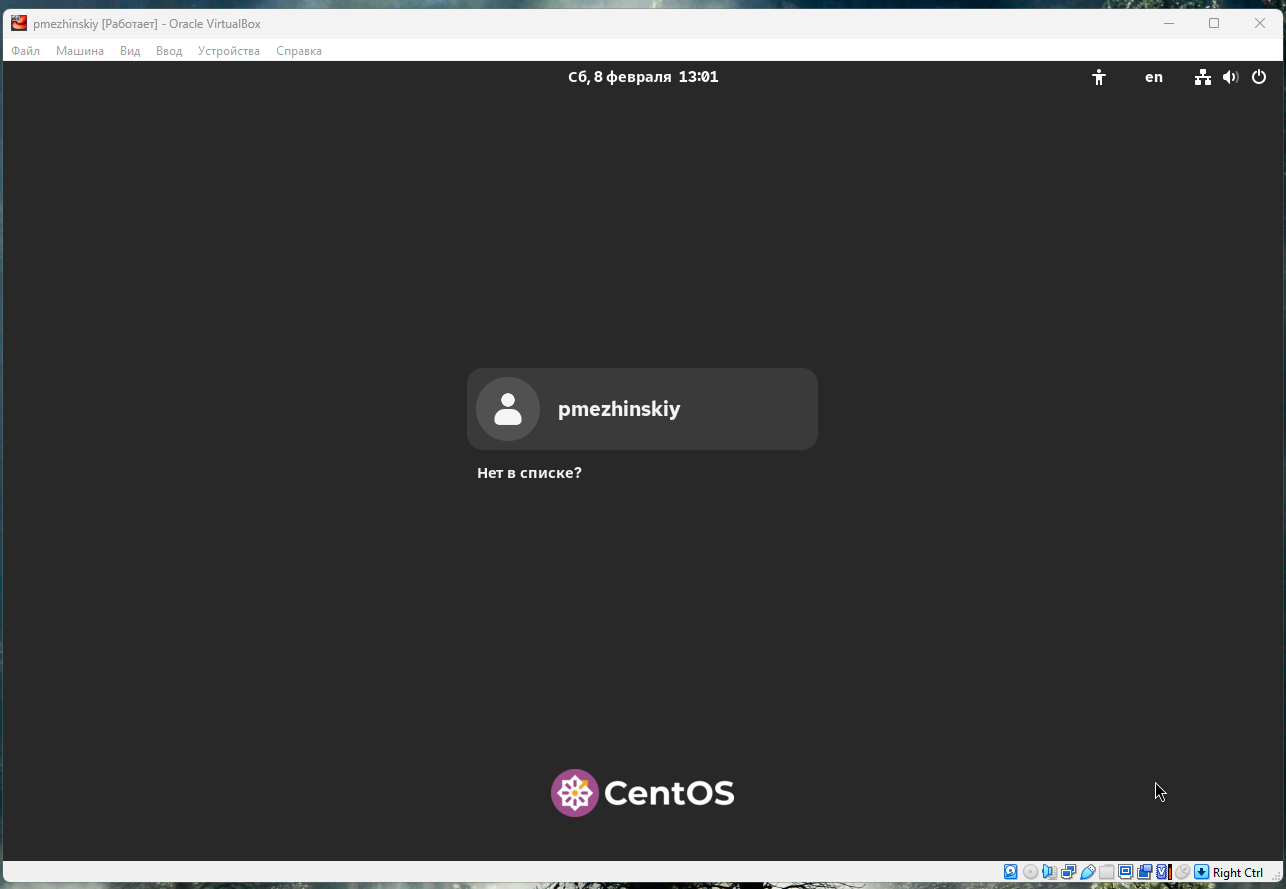 pmezhinskiy [Работает] - Oracle VirtualBox
Файл Машина Вид Ввод Устройства Справка
Сб, 8 февраля 13:01 en
pmezhinskiy
Нет в списке?
CentOS
Right Ctrl